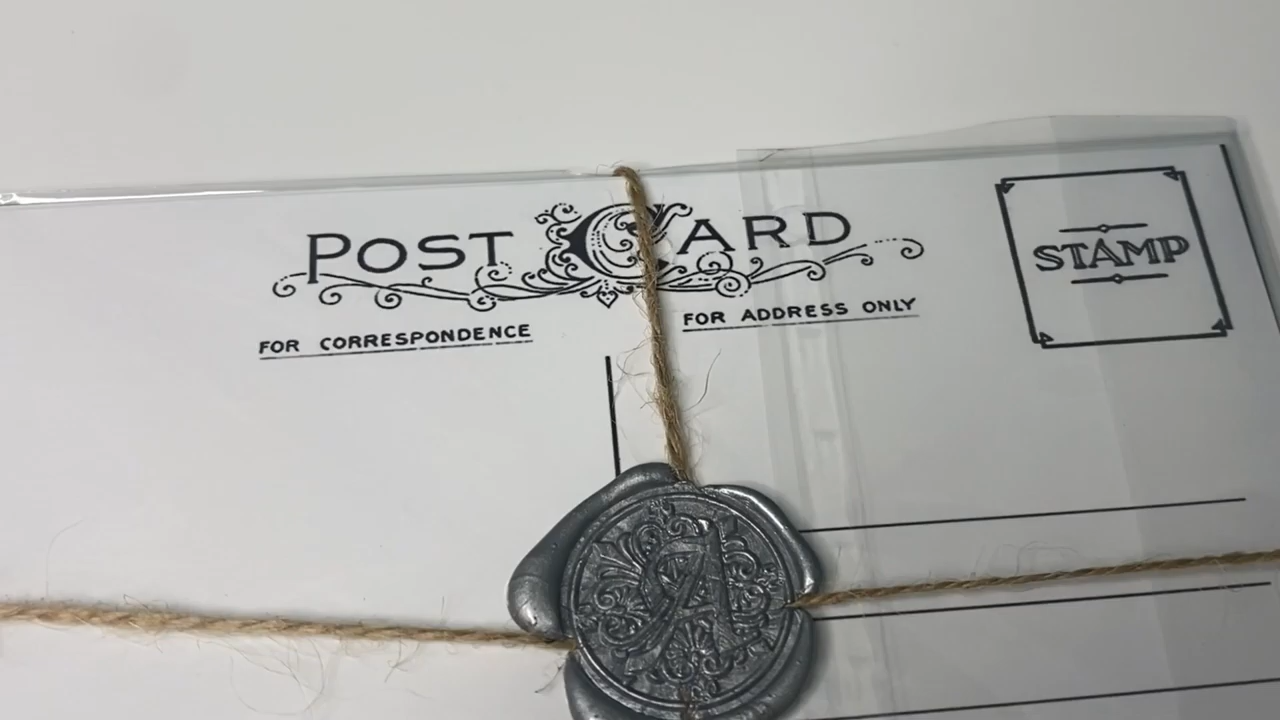 POST CARD
STAMP
FOR CORRESPONDENCE
FOR ADDRESS ONLY
A